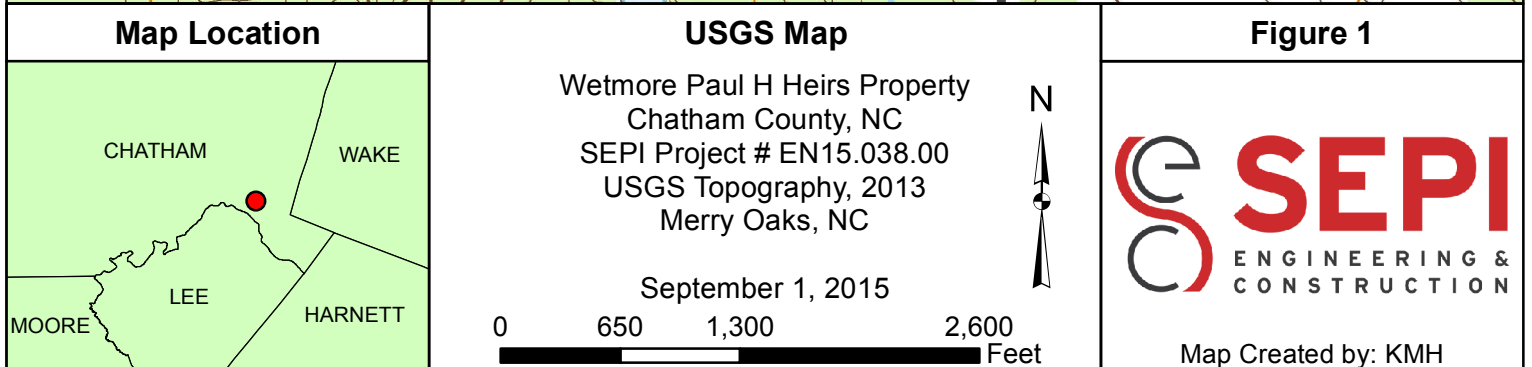 Map Location
CHATHAM
WAKE
LEE
MOORE
HARNETT
USGS Map
Wetmore Paul H Heirs Property
Chatham County, NC
SEPI Project # EN15.038.00
USGS Topography, 2013
Merry Oaks, NC
N
September 1, 2015
0 650 1,300 2,600
Feet
Figure 1
SEPI
ENGINEERING &
CONSTRUCTION
Map Created by: KMH